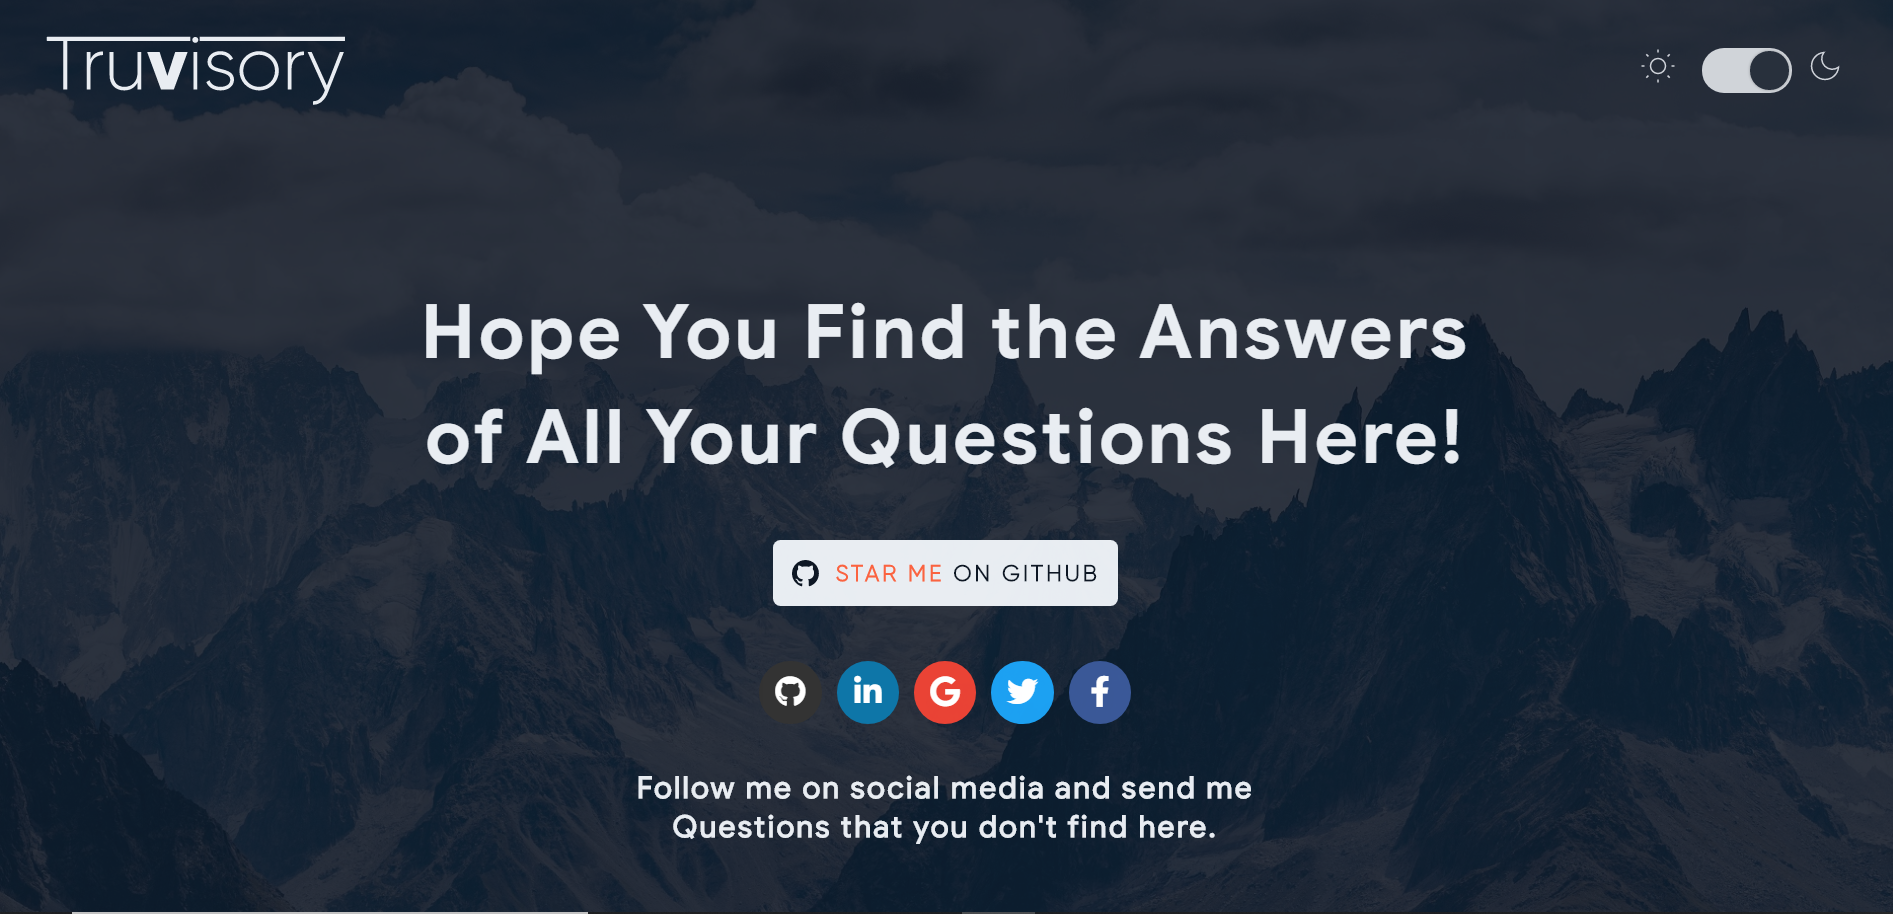 Truvisory
Hope You Find the Answers
of All Your Questions Here!
STAR ME ON GITHUB
in
G
f
Follow me on social media and send me
Questions that you don't find here.